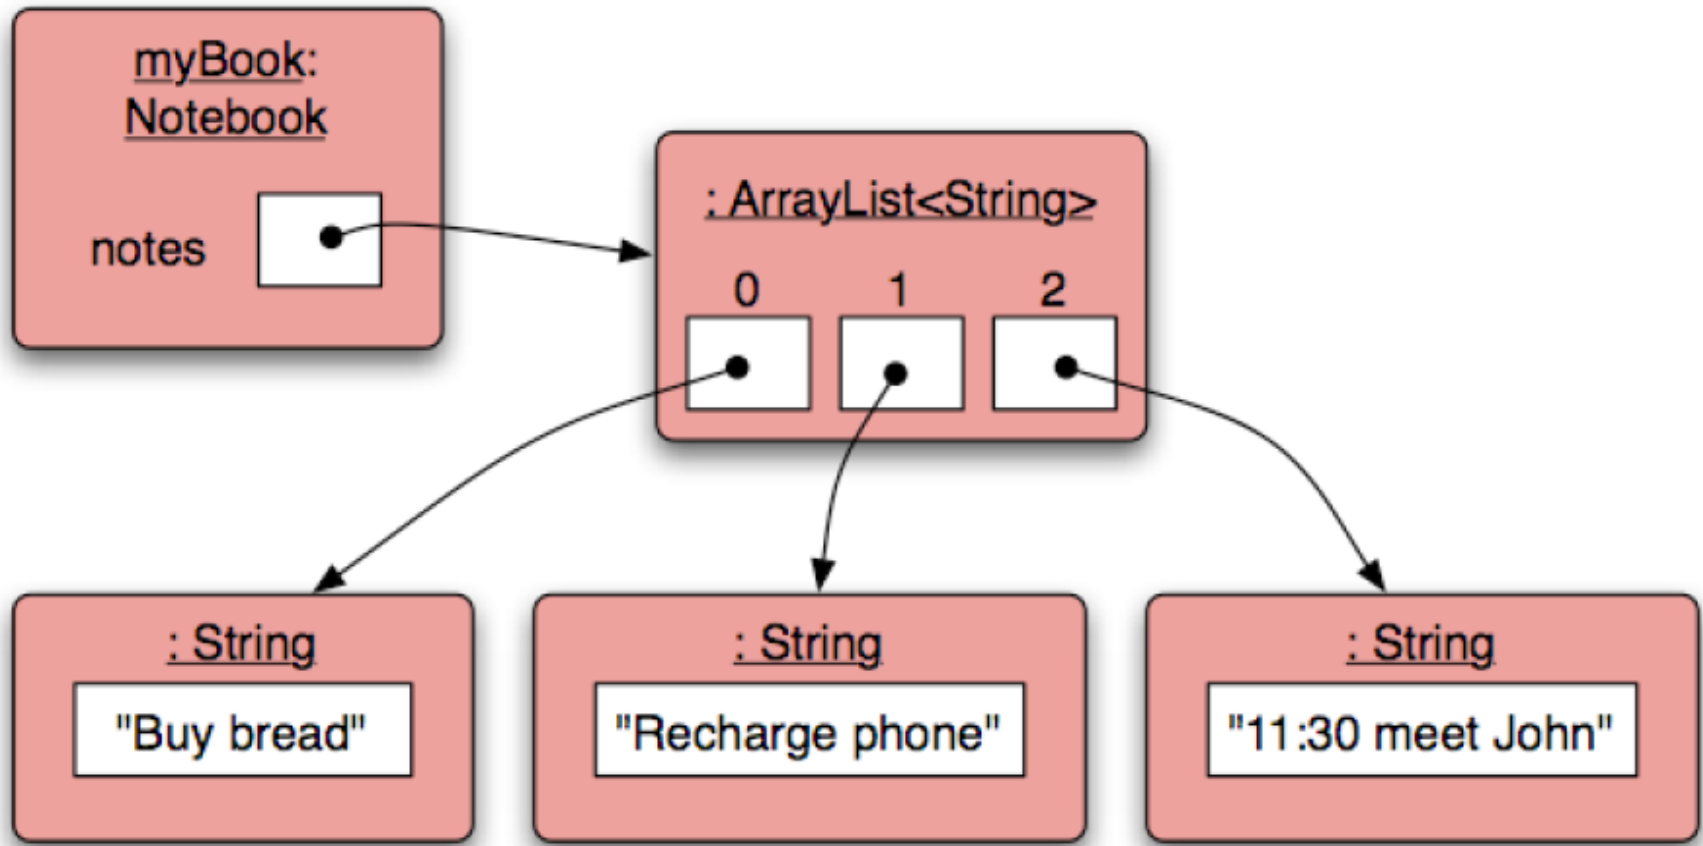 myBook:
Notebook
notes
: ArrayList<String>
0 1 2
: String
"Buy bread"
: String
"Recharge phone"
: String
"11:30 meet John"